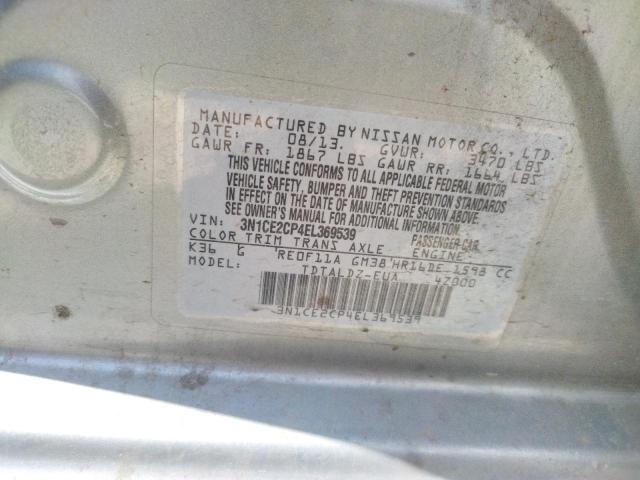 MANUFACTURED BY NISSAN MOTOR CO., LTD.
DATE: 08/13. GVWR: 3470 LBS
GAWR FR: 1867 LBS GAWR RR: 1664 LBS
THIS VEHICLE CONFORMS TO ALL APPLICABLE FEDERAL MOTOR
VEHICLE SAFETY, BUMPER AND THEFT PREVENTION STANDARDS
IN EFFECT ON THE DATE OF MANUFACTURE SHOWN ABOVE.
SEE OWNER'S MANUAL FOR ADDITIONAL INFORMATION
VIN: 3N1CE2CP4EL369539 PASSENGER-CAR
COLOR TRIM TRANS AXLE ENGINE
K36 G RE0F11A GM38 HR16DE 1598 CC
MODEL: TDTALDZ-EUA 42000
3N1CE2CP4EL369539